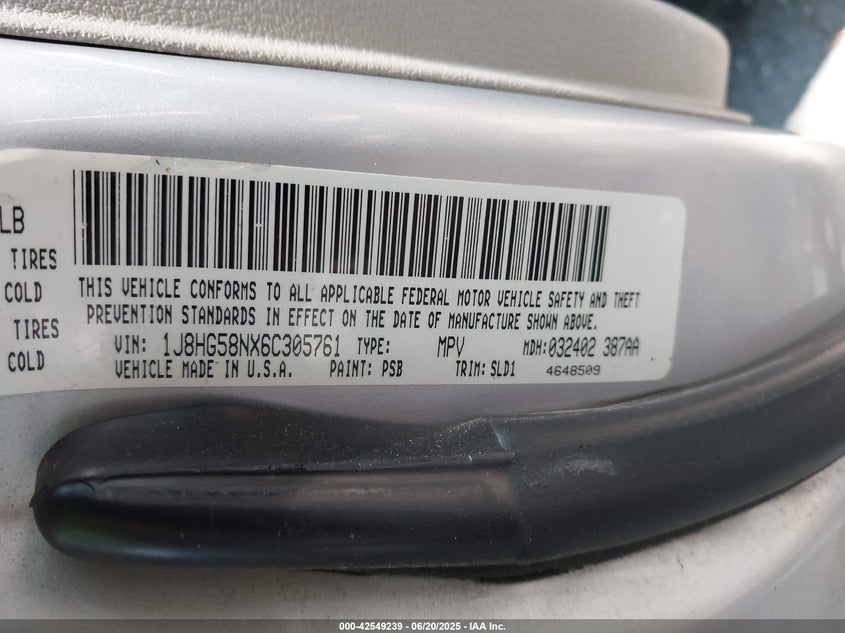 LB
TIRES
COLD
TIRES
COLD
THIS VEHICLE CONFORMS TO ALL APPLICABLE FEDERAL MOTOR VEHICLE SAFETY AND THEFT
PREVENTION STANDARDS IN EFFECT ON THE DATE OF MANUFACTURE SHOWN ABOVE.
VIN: 1J8HG58NX6C305761 TYPE: MPV MDH:032402 387AA
VEHICLE MADE IN U.S.A. PAINT: PSB TRIM: SLD1 4648509
000-42549239 - 06/20/2025 - IAA Inc.